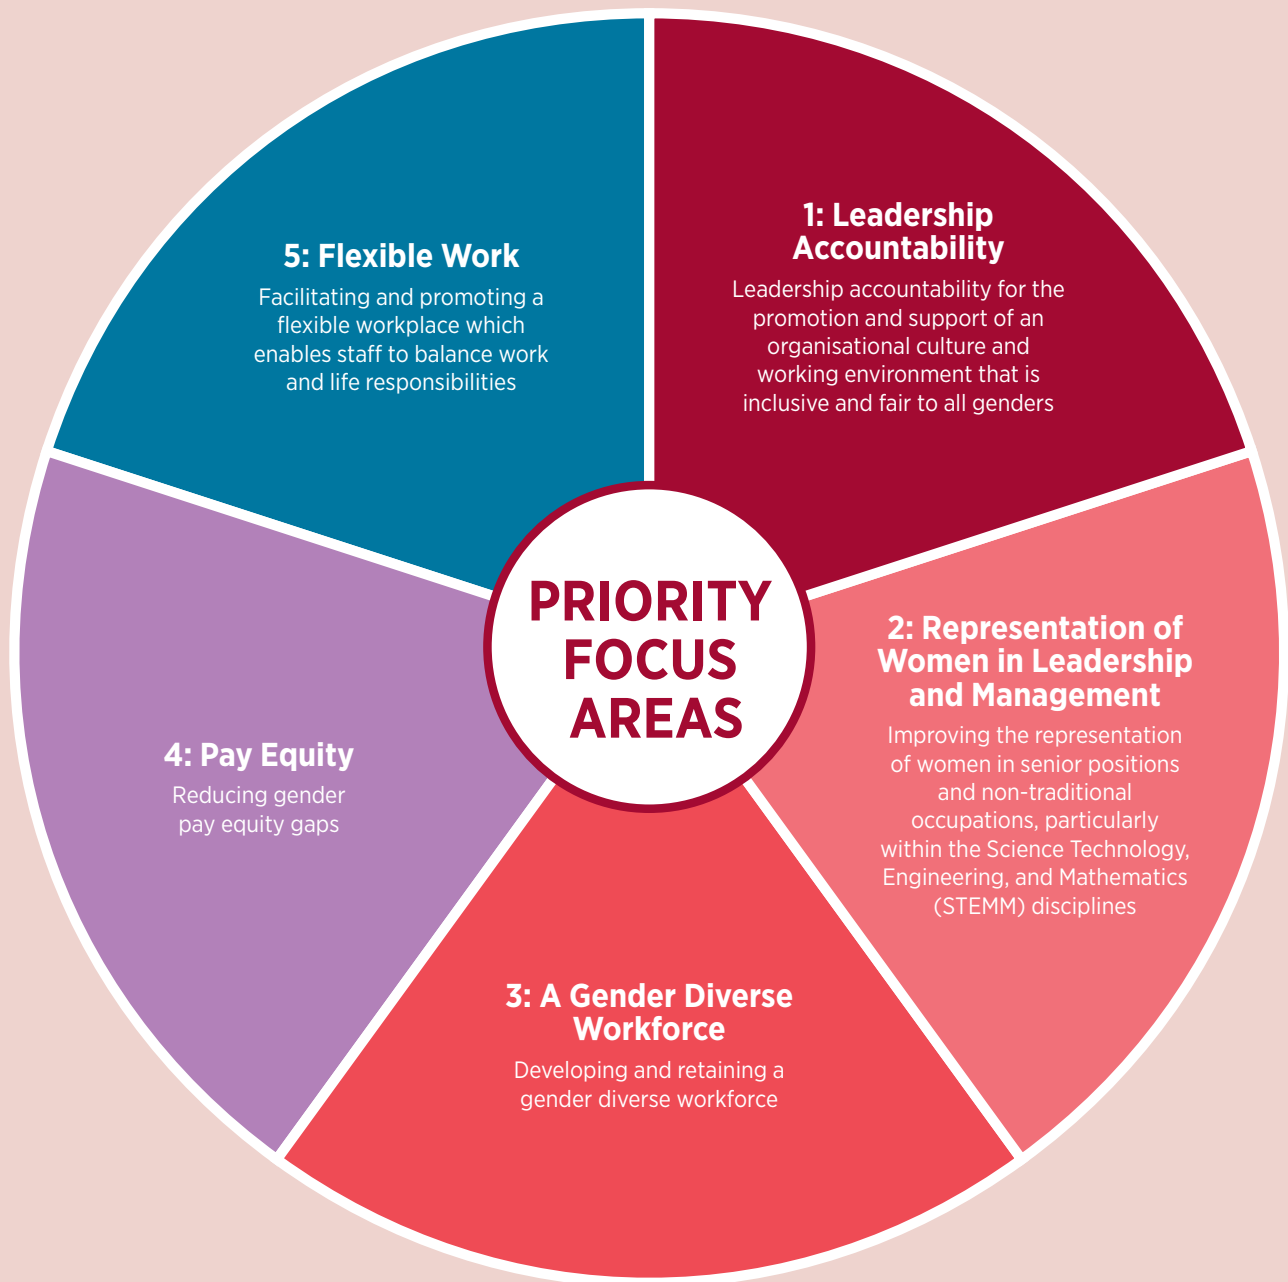 PRIORITY
FOCUS
AREAS
1: Leadership
Accountability
Leadership accountability for the
promotion and support of an
organisational culture and
working environment that is
inclusive and fair to all genders
2: Representation of
Women in Leadership
and Management
Improving the representation
of women in senior positions
and non-traditional
occupations, particularly
within the Science Technology,
Engineering, and Mathematics
(STEMM) disciplines
3: A Gender Diverse
Workforce
Developing and retaining a
gender diverse workforce
4: Pay Equity
Reducing gender
pay equity gaps
5: Flexible Work
Facilitating and promoting a
flexible workplace which
enables staff to balance work
and life responsibilities